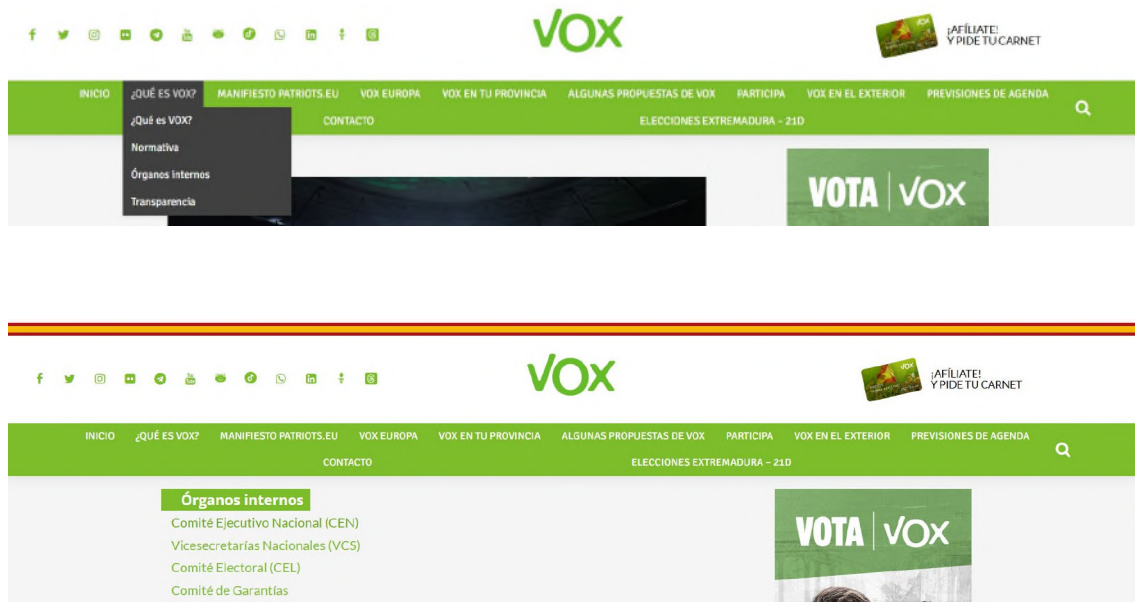 VOX
¡AFÍLIATE!
Y PIDE TU CARNET
INICIO ¿QUÉ ES VOX? MANIFIESTO PATRIOTS.EU VOX EUROPA VOX EN TU PROVINCIA ALGUNAS PROPUESTAS DE VOX PARTICIPA VOX EN EL EXTERIOR PREVISIONES DE AGENDA
CONTACTO ELECCIONES EXTREMADURA – 21D
¿Qué es VOX?
Normativa
Órganos internos
Transparencia
VOTA VOX
VOX
¡AFÍLIATE!
Y PIDE TU CARNET
INICIO ¿QUÉ ES VOX? MANIFIESTO PATRIOTS.EU VOX EUROPA VOX EN TU PROVINCIA ALGUNAS PROPUESTAS DE VOX PARTICIPA VOX EN EL EXTERIOR PREVISIONES DE AGENDA
CONTACTO ELECCIONES EXTREMADURA – 21D
Órganos internos
Comité Ejecutivo Nacional (CEN)
Vicesecretarías Nacionales (VCS)
Comité Electoral (CEL)
Comité de Garantías
VOTA VOX